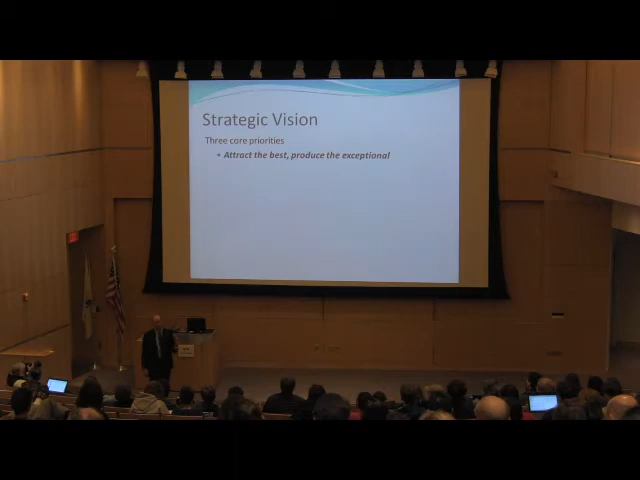 Strategic Vision
Three core priorities
• Attract the best, produce the exceptional